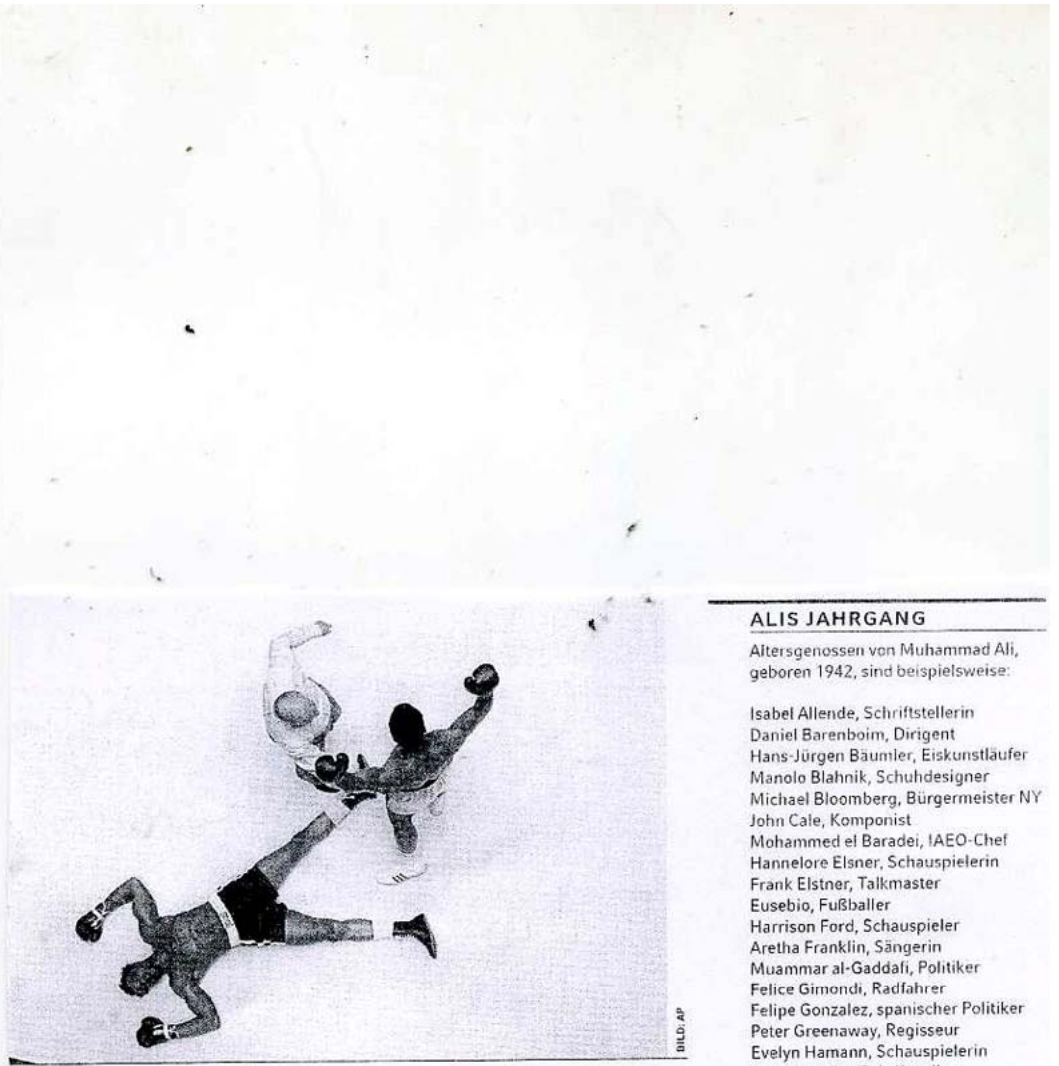 ALIS JAHRGANG
Altersgenossen von Muhammad Ali,
geboren 1942, sind beispielsweise:
Isabel Allende, Schriftstellerin
Daniel Barenboim, Dirigent
Hans-Jürgen Bäumler, Eiskunstläufer
Manolo Blahnik, Schuhdesigner
Michael Bloomberg, Bürgermeister NY
John Cale, Komponist
Mohammed el Baradei, IAEO-Chef
Hannelore Elsner, Schauspielerin
Frank Elstner, Talkmaster
Eusebio, Fußballer
Harrison Ford, Schauspieler
Aretha Franklin, Sängerin
Muammar al-Gaddafi, Politiker
Felice Gimondi, Radfahrer
Felipe Gonzalez, spanischer Politiker
Peter Greenaway, Regisseur
Evelyn Hamann, Schauspielerin
BILD: AP